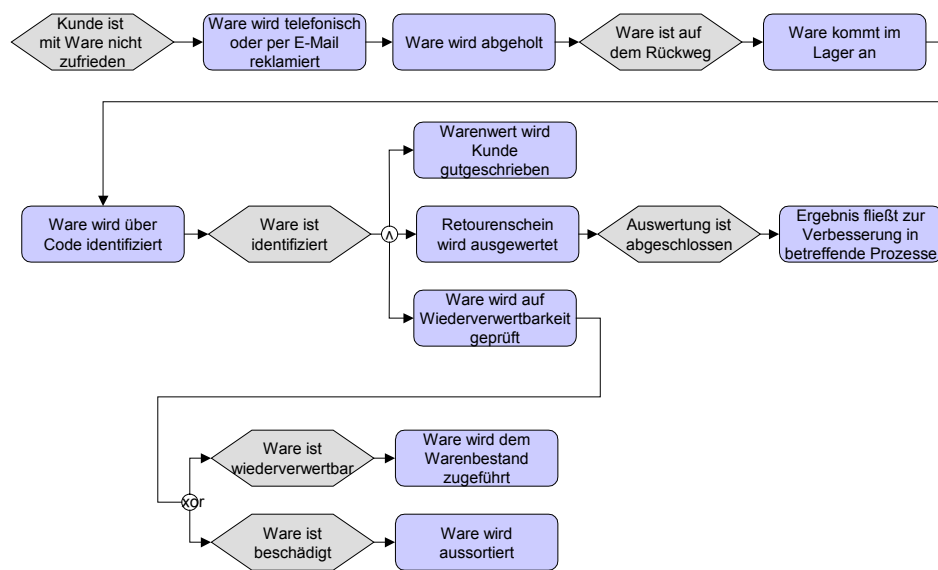 Kunde ist
mit Ware nicht
zufrieden
Ware wird telefonisch
oder per E-Mail
reklamiert
Ware wird abgeholt
Ware ist auf
dem Rückweg
Ware kommt im
Lager an
Warenwert wird
Kunde
gutgeschrieben
Ware wird über
Code identifiziert
Ware ist
identifiziert
Λ
Retourenschein
wird ausgewertet
Auswertung ist
abgeschlossen
Ergebnis fließt zur
Verbesserung in
betreffende Prozesse
Ware wird auf
Wiederverwertbarkeit
geprüft
Ware ist
wiederverwertbar
Ware wird dem
Warenbestand
zugeführt
xor
Ware ist
beschädigt
Ware wird
aussortiert